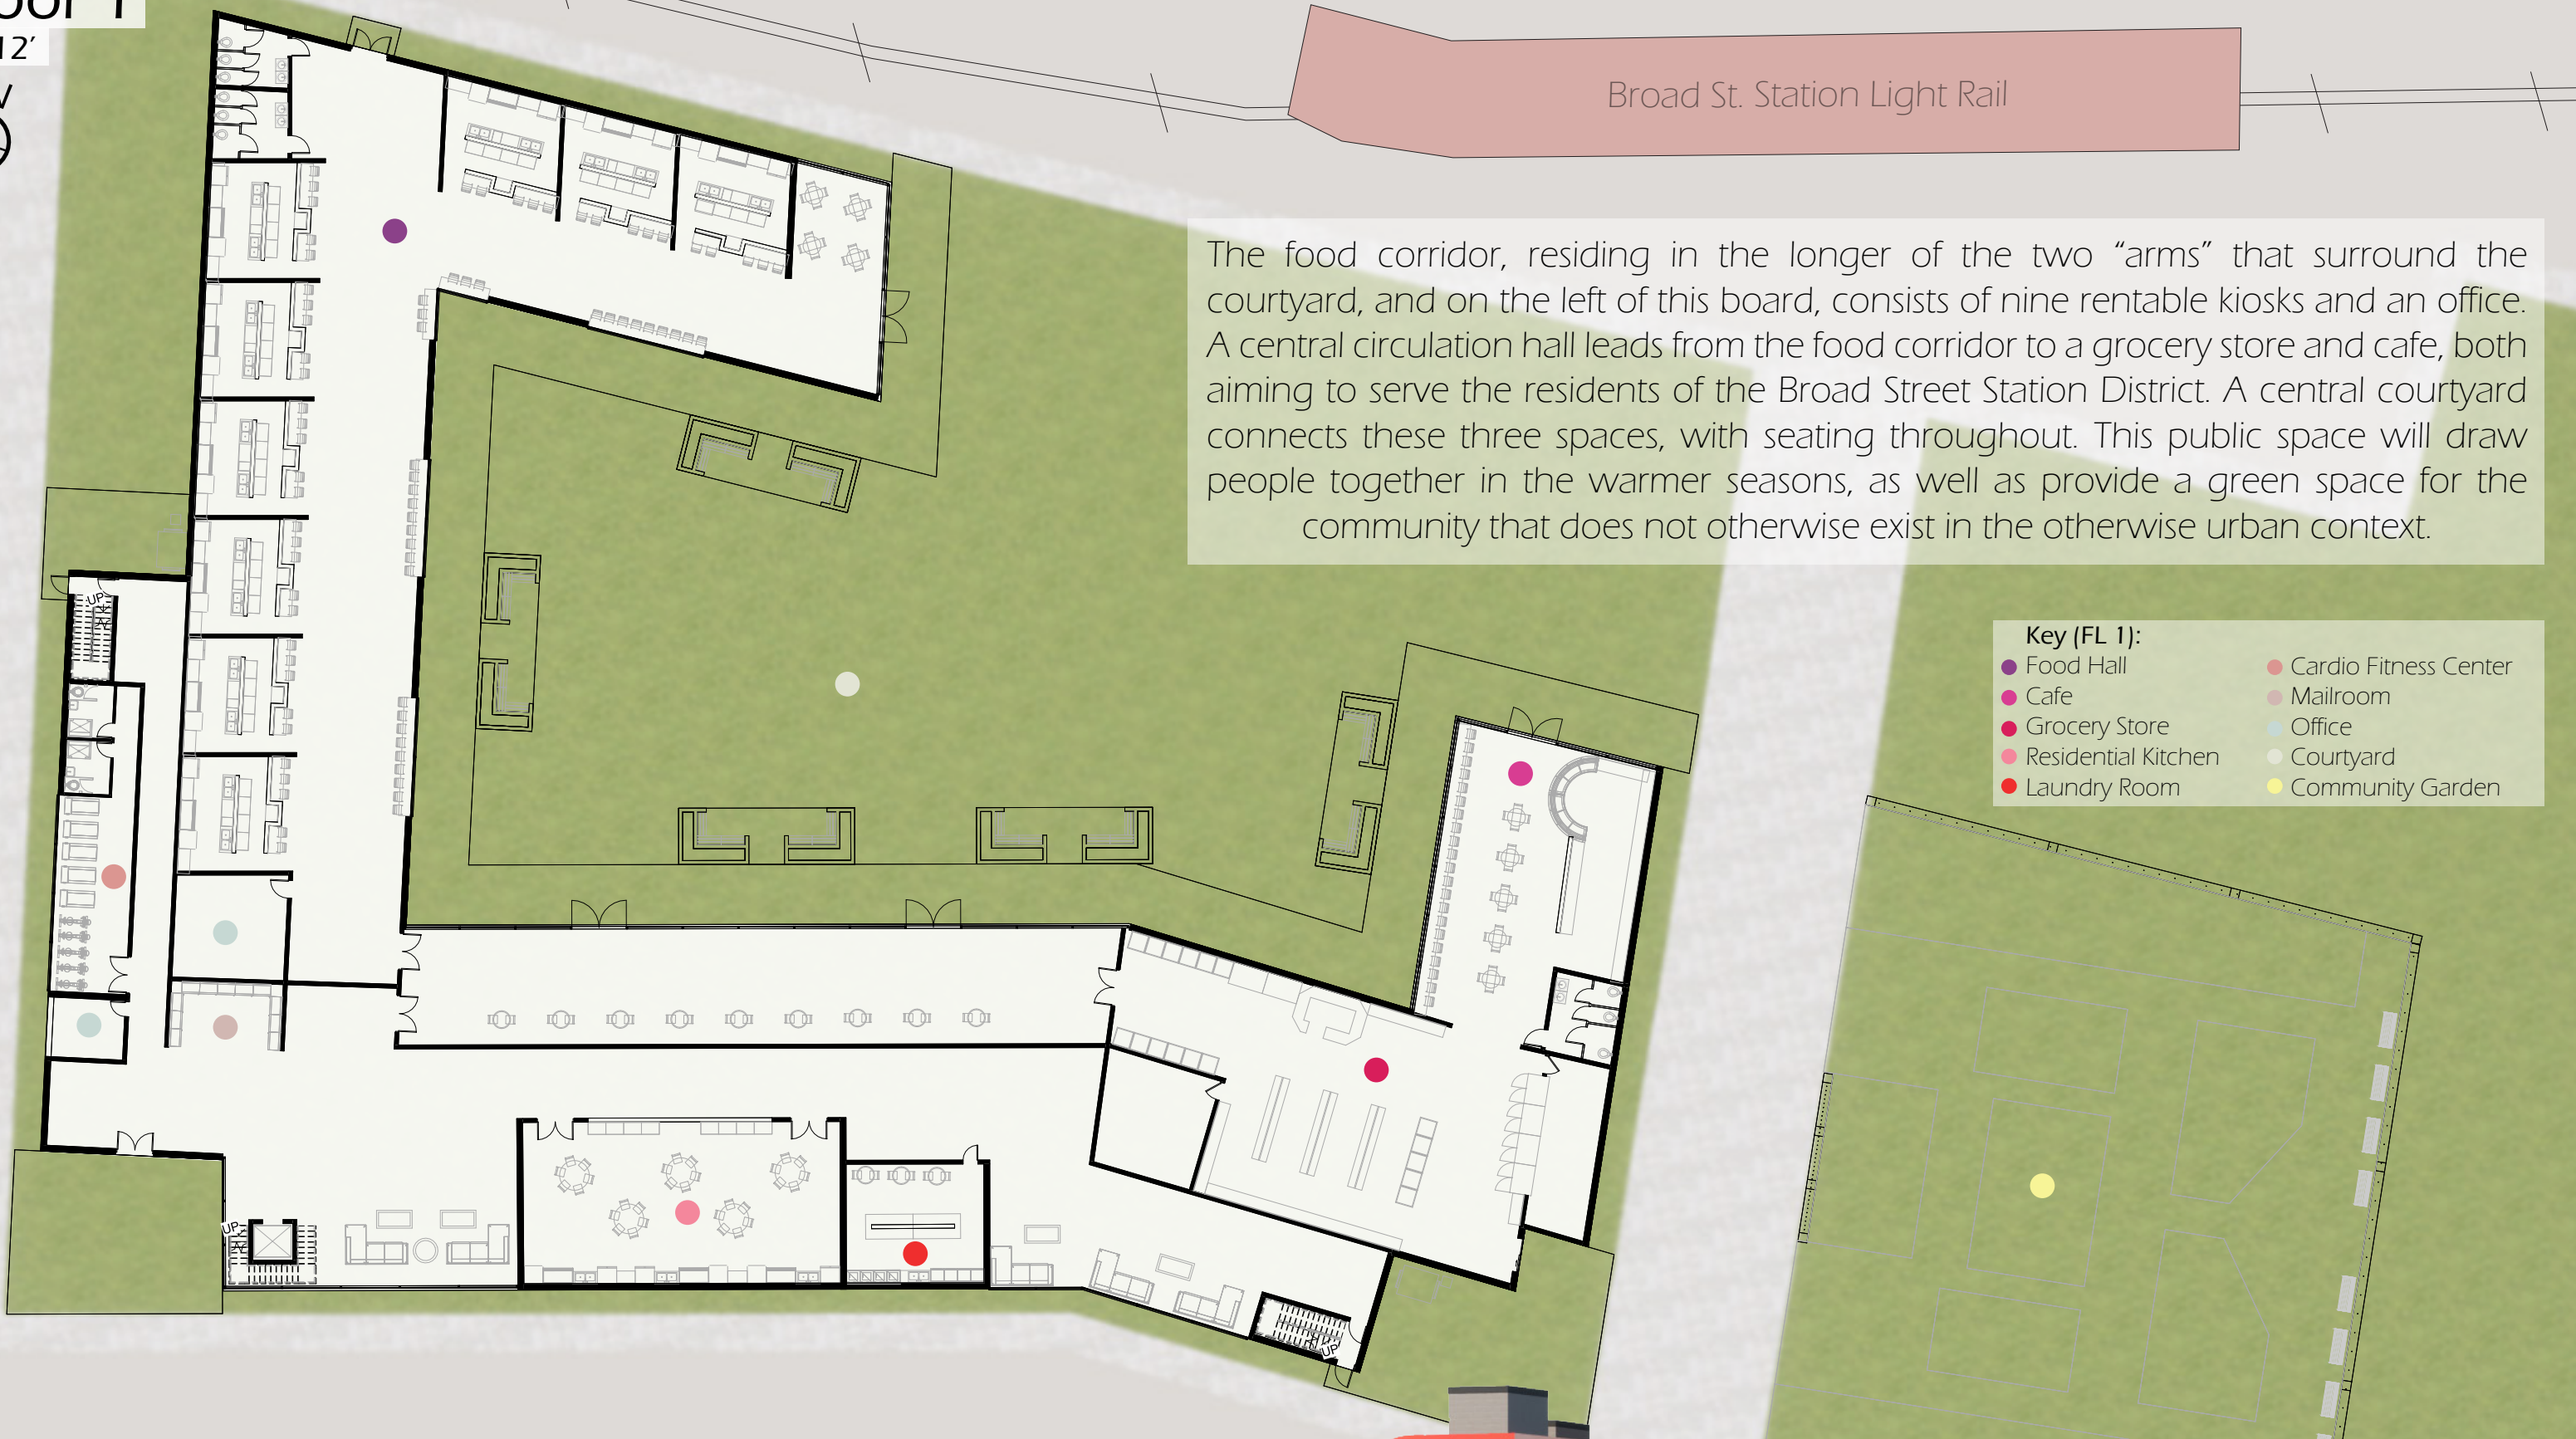 12’
Broad St. Station Light Rail
The food corridor, residing in the longer of the two “arms” that surround the
courtyard, and on the left of this board, consists of nine rentable kiosks and an office.
A central circulation hall leads from the food corridor to a grocery store and cafe, both
aiming to serve the residents of the Broad Street Station District. A central courtyard
connects these three spaces, with seating throughout. This public space will draw
people together in the warmer seasons, as well as provide a green space for the
community that does not otherwise exist in the otherwise urban context.
UP
Key (FL 1):
Food Hall
Cafe
Grocery Store
Residential Kitchen
Laundry Room
Cardio Fitness Center
Mailroom
Office
Courtyard
Community Garden
UP
UP